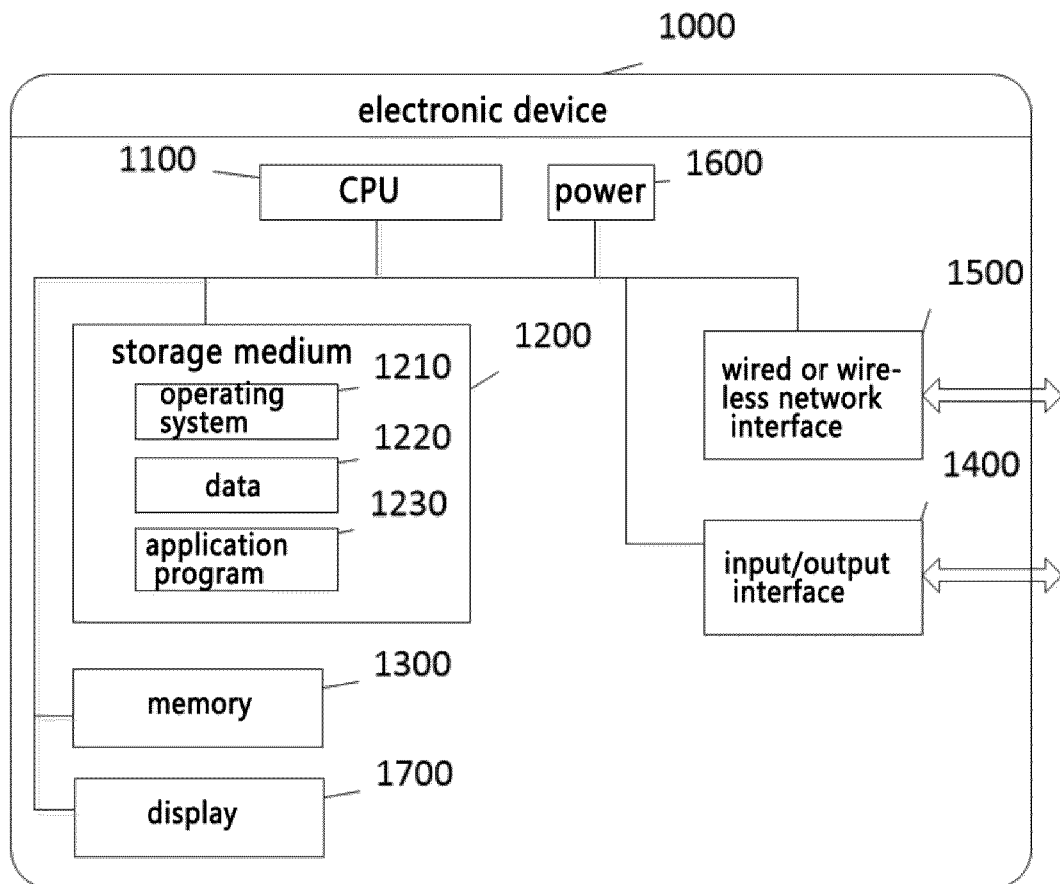 1000
electronic device
1100
CPU
1600
power
1500
wired or wire-
less network
interface
1200
storage medium
1210
operating
system
1220
data
1230
application
program
1400
input/output
interface
1300
memory
1700
display